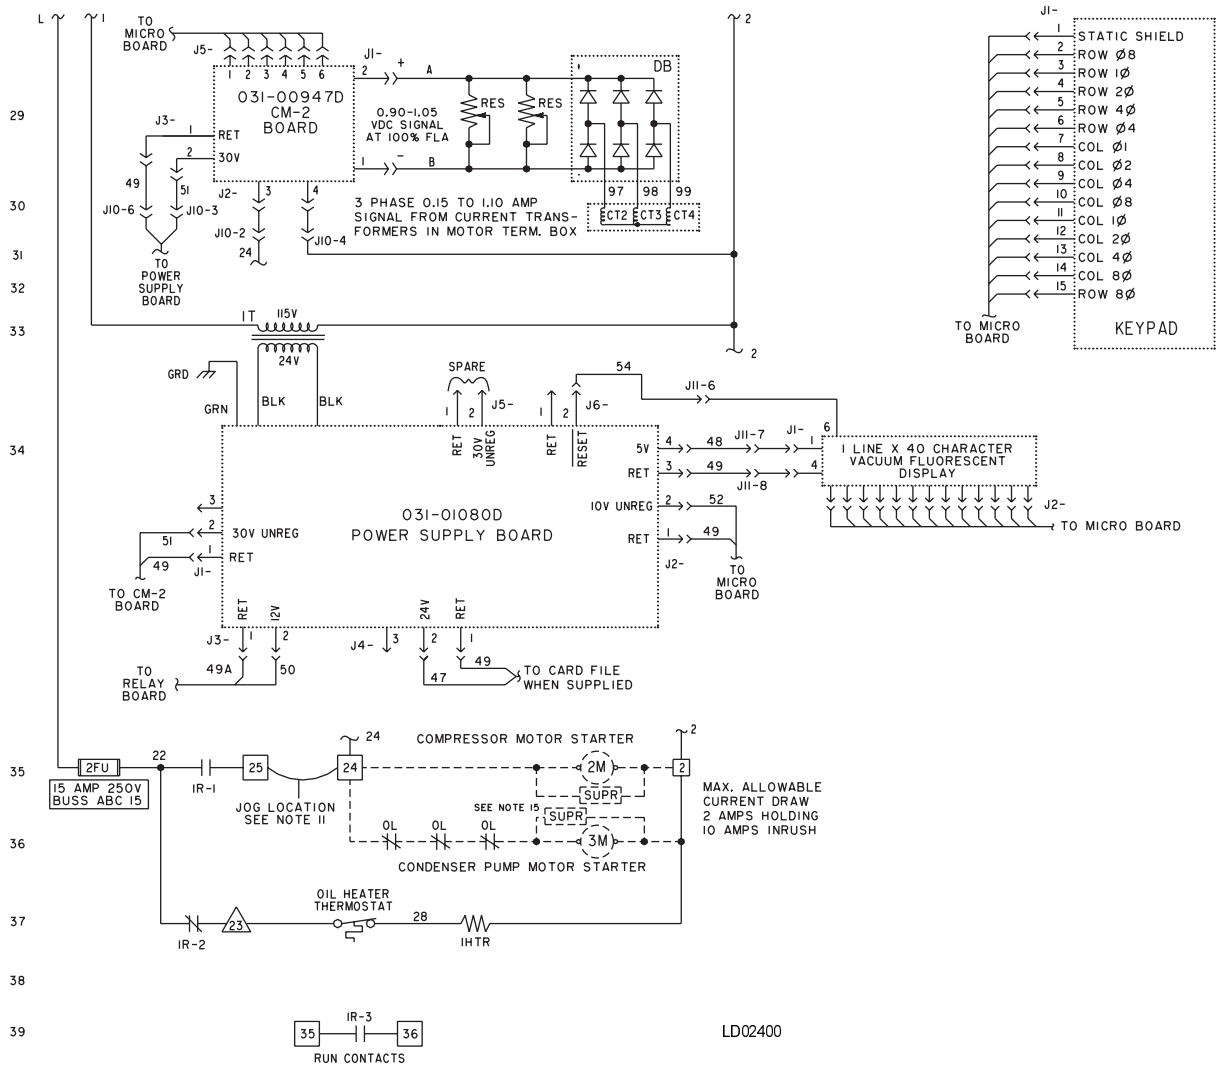 L
1
2
TO
MICRO
BOARD
J5-
1 2 3 4 5 6
J1-
2
+
A
031-00947D
CM-2
BOARD
0.90-1.05
VDC SIGNAL
AT 100% FLA
RES
RES
DB
29
J3-
1
RET
2
30V
1
-
B
49
51
J2-
3
4
97 98 99
30
J10-6
J10-3
3 PHASE 0.15 TO 1.10 AMP
SIGNAL FROM CURRENT TRANS-
FORMERS IN MOTOR TERM. BOX
CT2 CT3 CT4
J10-2
J10-4
24
31
TO
POWER
SUPPLY
BOARD
32
33
1T
115V
24V
2
J1-
1 STATIC SHIELD
2 ROW Ø8
3 ROW 1Ø
4 ROW 2Ø
5 ROW 4Ø
6 ROW Ø4
7 COL Ø1
8 COL Ø2
9 COL Ø4
10 COL Ø8
11 COL 1Ø
12 COL 2Ø
13 COL 4Ø
14 COL 8Ø
15 ROW 8Ø
TO MICRO
BOARD
KEYPAD
GRD
GRN
BLK
BLK
SPARE
1
2
J5-
RET
30V
UNREG
1
2
J6-
RET
RESET
54
J11-6
6
34
5V
4
48
J11-7
J1-
1
RET
3
49
J11-8
4
1 LINE X 40 CHARACTER
VACUUM FLUORESCENT
DISPLAY
J2-
TO MICRO BOARD
3
2
30V UNREG
51
1
RET
49
J1-
TO CM-2
BOARD
031-01080D
POWER SUPPLY BOARD
10V UNREG
2
52
RET
1
49
J2-
TO
MICRO
BOARD
RET
12V
24V
RET
J3-
1
2
J4-
3
2
1
TO
RELAY
BOARD
49A
50
49
47
TO CARD FILE
WHEN SUPPLIED
35
2FU
15 AMP 250V
BUSS ABC 15
22
1R-1
25
24
24
JOG LOCATION
SEE NOTE 11
COMPRESSOR MOTOR STARTER
2M
SUPR
2
2
MAX. ALLOWABLE
CURRENT DRAW
2 AMPS HOLDING
10 AMPS INRUSH
SEE NOTE 15
SUPR
36
OL
OL
OL
3M
CONDENSER PUMP MOTOR STARTER
37
1R-2
23
OIL HEATER
THERMOSTAT
28
1HTR
38
39
35
1R-3
36
RUN CONTACTS
LD02400